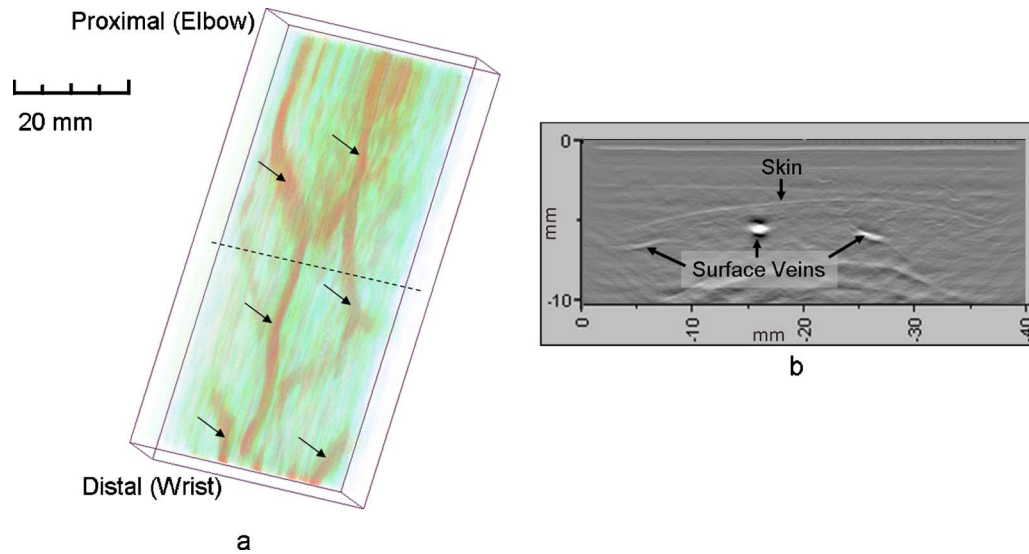 Proximal (Elbow)
20 mm
Distal (Wrist)
a
0
mm
-10
Skin
Surface Veins
0
-10
-20
-30
-40
mm
b